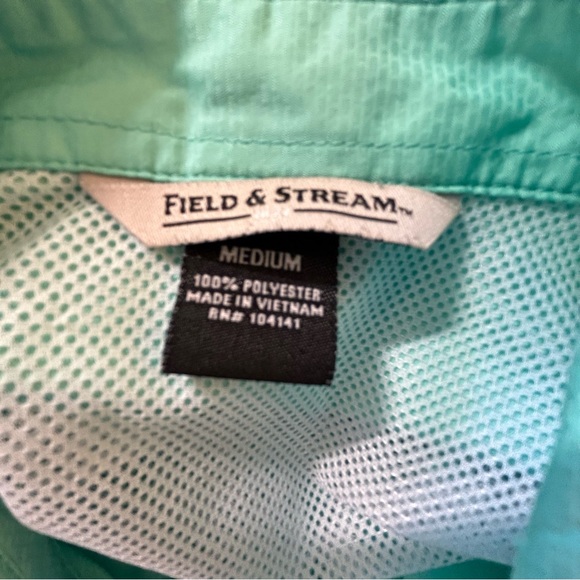 FIELD & STREAM™
MEDIUM
100% POLYESTER
MADE IN VIETNAM
RN# 104141